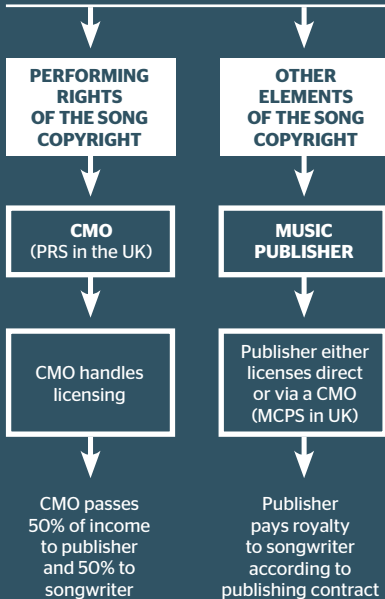 PERFORMING
RIGHTS
OF THE SONG
COPYRIGHT
CMO
(PRS in the UK)
CMO handles
licensing
CMO passes
50% of income
to publisher
and 50% to
songwriter
OTHER
ELEMENTS
OF THE SONG
COPYRIGHT
MUSIC
PUBLISHER
Publisher either
licenses direct
or via a CMO
(MCPS in UK)
Publisher
pays royalty
to songwriter
according to
publishing contract